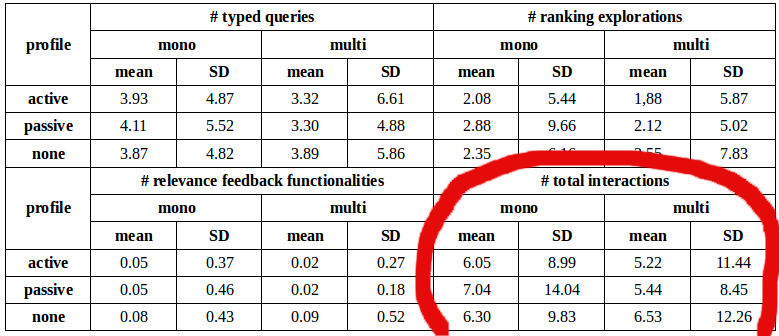 profile # typed queries # ranking explorations
mono multi mono multi
mean SD mean SD mean SD mean SD
active 3.93 4.87 3.32 6.61 2.08 5.44 1,88 5.87
passive 4.11 5.52 3.30 4.88 2.88 9.66 2.12 5.02
none 3.87 4.82 3.89 5.86 2.35 7.83
profile # relevance feedback functionalities # total interactions
mono multi mono multi
mean SD mean SD mean SD mean SD
active 0.05 0.37 0.02 0.27 6.05 8.99 5.22 11.44
passive 0.05 0.46 0.02 0.18 7.04 14.04 5.44 8.45
none 0.08 0.43 0.09 0.52 6.30 9.83 6.53 12.26